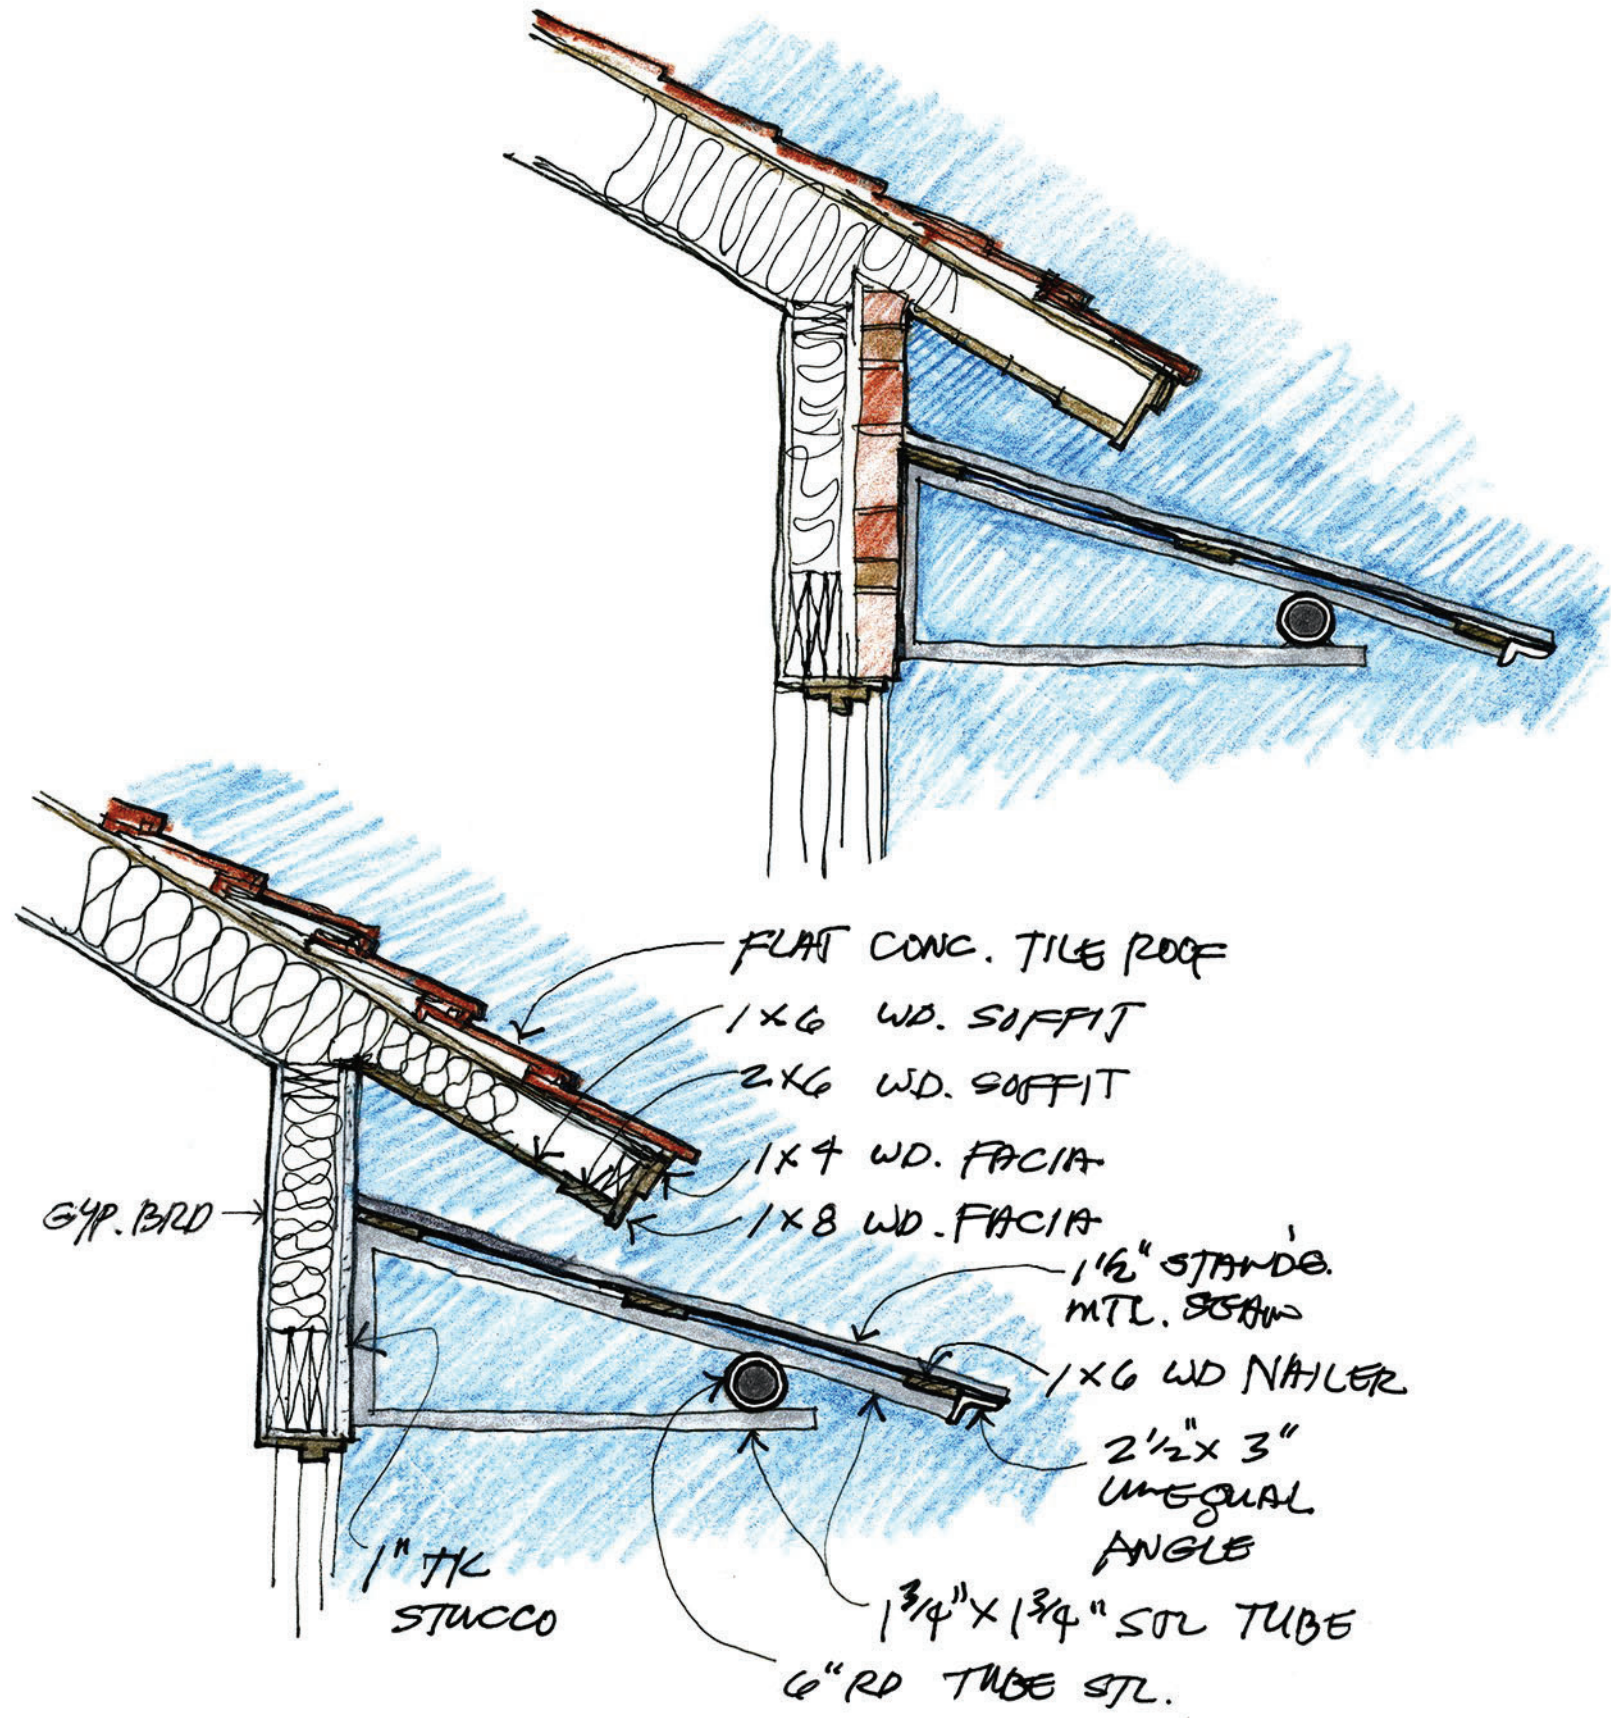 FLAT CONC. TILE ROOF
1X6 WD. SOFFIT
2X6 WD. SOFFIT
1X4 WD. FACIA
GYP. BRD
1X8 WD. FACIA
1½" STAND'G.
MTL. SEAM
1X6 WD NAILER
2½" X 3"
UNEQUAL
ANGLE
1" TK
STUCCO
1¾" X 1¾" STL TUBE
6" RD TUBE STL.